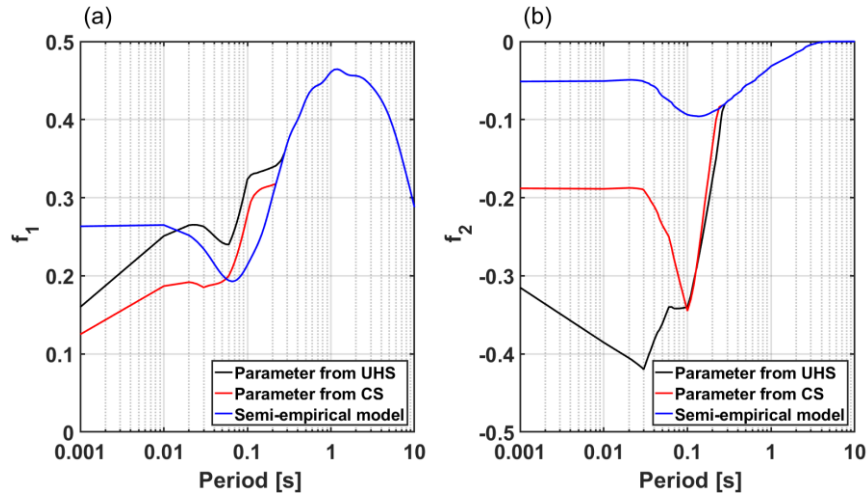 (a)
0.5
0.4
0.3
0.2
0.1
0
f1
0.001
0.01
0.1
1
10
Period [s]
Parameter from UHS
Parameter from CS
Semi-empirical model
(b)
0
-0.1
-0.2
-0.3
-0.4
-0.5
f2
0.001
0.01
0.1
1
10
Period [s]
Parameter from UHS
Parameter from CS
Semi-empirical model